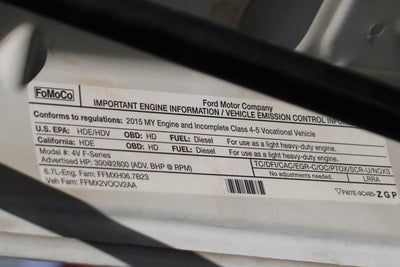 FoMoCo
Ford Motor Company
IMPORTANT ENGINE INFORMATION / VEHICLE EMISSION CONTROL INFOR
Conforms to regulations: 2015 MY Engine and Incomplete Class 4-5 Vocational Vehicle
U.S. EPA: HDE/HDV OBD: HD FUEL: Diesel For use as a light heavy-duty engine.
California: HDE OBD: HD FUEL: Diesel For use as a light heavy-duty engine.
Model #: 4V F-Series TC/DFI/CAC/EGR-C/OC/PTOX/SCR-U/NOXS
Advertised HP: 300@2800 (ADV. BHP @ RPM) No adjustments needed. LRRA
6.7L-Eng. Fam: FFMXH06.7B23
Veh Fam: FFMX2VOCV2AA
FW7E-9C485- ZGP